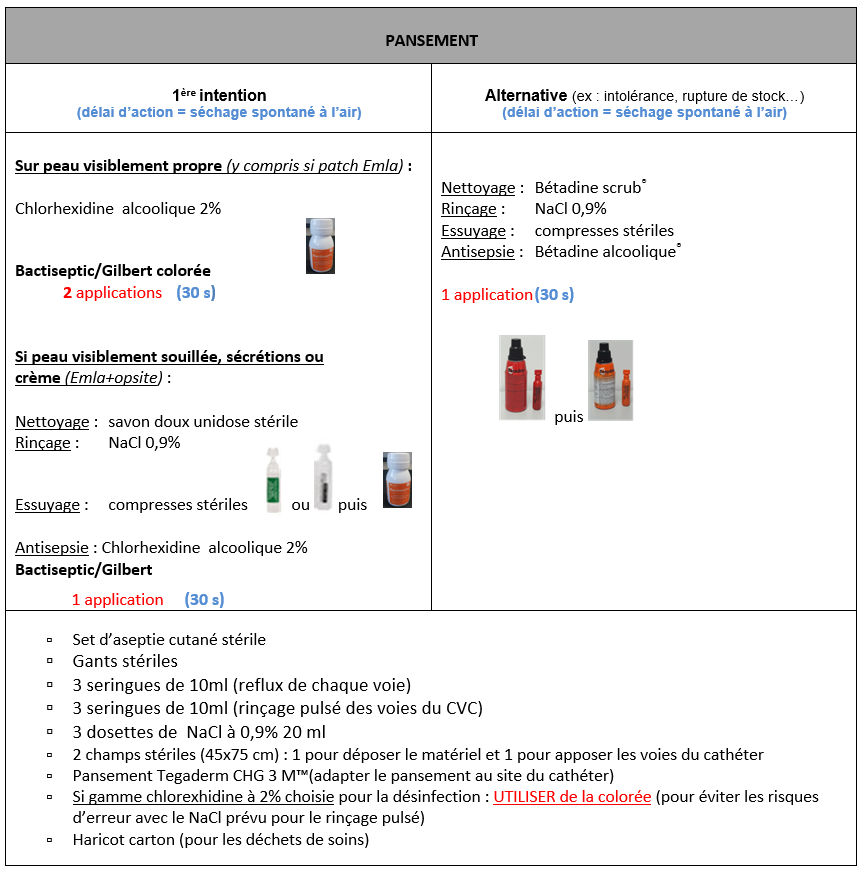 PANSEMENT
1ère intention
(délai d’action = séchage spontané à l’air)
Alternative (ex : intolérance, rupture de stock…)
(délai d’action = séchage spontané à l’air)
Sur peau visiblement propre (y compris si patch Emla) :
Chlorhexidine alcoolique 2%
Bactiseptic/Gilbert colorée
2 applications (30 s)
Si peau visiblement souillée, sécrétions ou
crème (Emla+opsite) :
Nettoyage : savon doux unidose stérile
Rinçage : NaCl 0,9%
Essuyage : compresses stériles ou puis
Antisepsie : Chlorhexidine alcoolique 2%
Bactiseptic/Gilbert
1 application (30 s)
Nettoyage : Bétadine scrub®
Rinçage : NaCl 0,9%
Essuyage : compresses stériles
Antisepsie : Bétadine alcoolique®
1 application (30 s)
puis
▫ Set d’aseptie cutané stérile
▫ Gants stériles
▫ 3 seringues de 10ml (reflux de chaque voie)
▫ 3 seringues de 10ml (rinçage pulsé des voies du CVC)
▫ 3 dosettes de NaCl à 0,9% 20 ml
▫ 2 champs stériles (45x75 cm) : 1 pour déposer le matériel et 1 pour apposer les voies du cathéter
▫ Pansement Tegaderm CHG 3 M™(adapter le pansement au site du cathéter)
▫ Si gamme chlorexhidine à 2% choisie pour la désinfection : UTILISER de la colorée (pour éviter les risques
d’erreur avec le NaCl prévu pour le rinçage pulsé)
▫ Haricot carton (pour les déchets de soins)